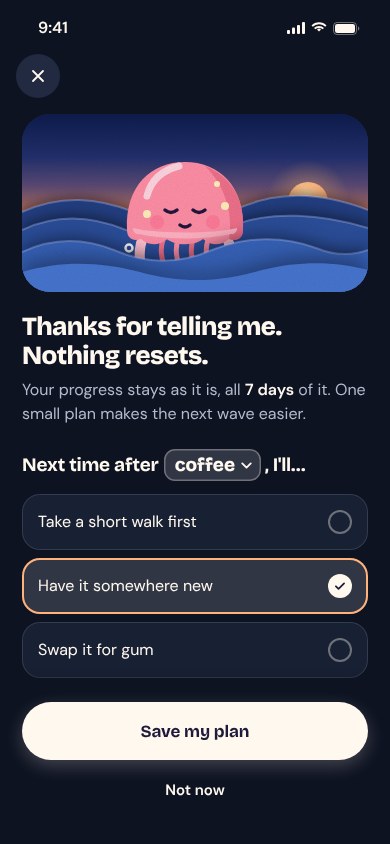 9:41
Thanks for telling me.
Nothing resets.
Your progress stays as it is, all 7 days of it. One
small plan makes the next wave easier.
Next time after coffee , I'll...
Take a short walk first
Have it somewhere new
Swap it for gum
Save my plan
Not now